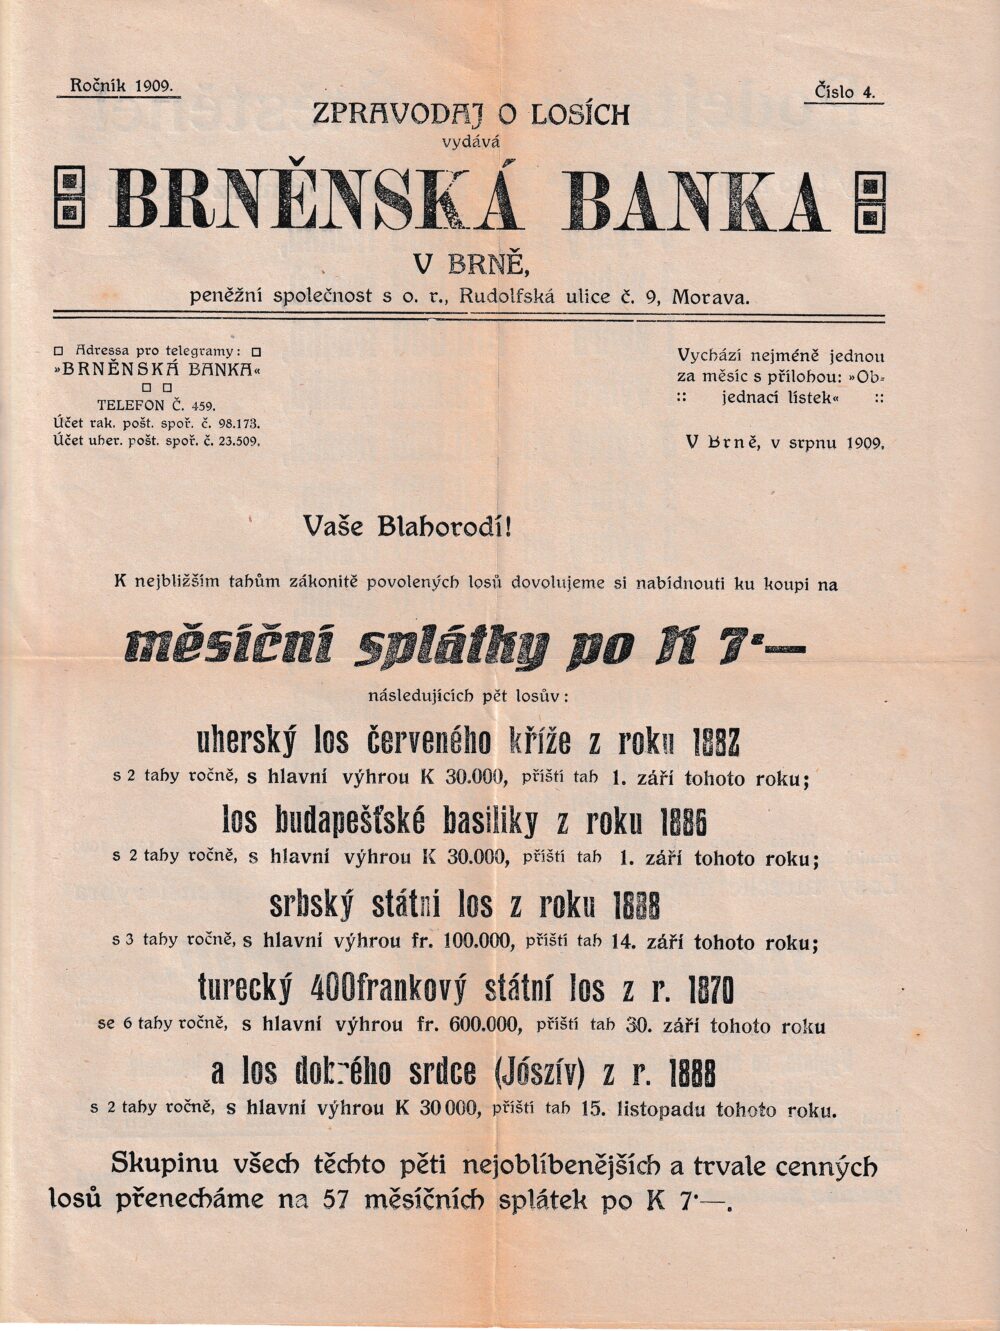 Ročník 1909.
Číslo 4.
ZPRAVODAJ O LOSÍCH
vydává
BRNĚNSKÁ BANKA
V BRNĚ,
peněžní společnost s o. r., Rudolfská ulice č. 9, Morava.
Adressa pro telegramy:
»BRNĚNSKÁ BANKA«
TELEFON Č. 459.
Účet rak. pošt. spoř. č. 98.173.
Účet uher. pošt. spoř. č. 23.509.
Vychází nejméně jednou
za měsíc s přílohou: »Ob-
:: jednací lístek« ::
V Brně, v srpnu 1909.
Vaše Blahorodí!
K nejbližším tahům zákonitě povolených losů dovolujeme si nabídnouti ku koupi na
měsíční splátky po K 7·—
následujících pět losův:
uherský los červeného kříže z roku 1882
s 2 tahy ročně, s hlavní výhrou K 30.000, příští tah 1. září tohoto roku;
los budapešťské basiliky z roku 1886
s 2 tahy ročně, s hlavní výhrou K 30.000, příští tah 1. září tohoto roku;
srbský státni los z roku 1888
s 3 tahy ročně, s hlavní výhrou fr. 100.000, příští tah 14. září tohoto roku;
turecký 400frankový státní los z r. 1870
se 6 tahy ročně, s hlavní výhrou fr. 600.000, příští tah 30. září tohoto roku
a los dobrého srdce (Jószív) z r. 1888
s 2 tahy ročně, s hlavní výhrou K 30000, příští tah 15. listopadu tohoto roku.
Skupinu všech těchto pěti nejoblíbenějších a trvale cenných
losů přenecháme na 57 měsíčních splátek po K 7·—.